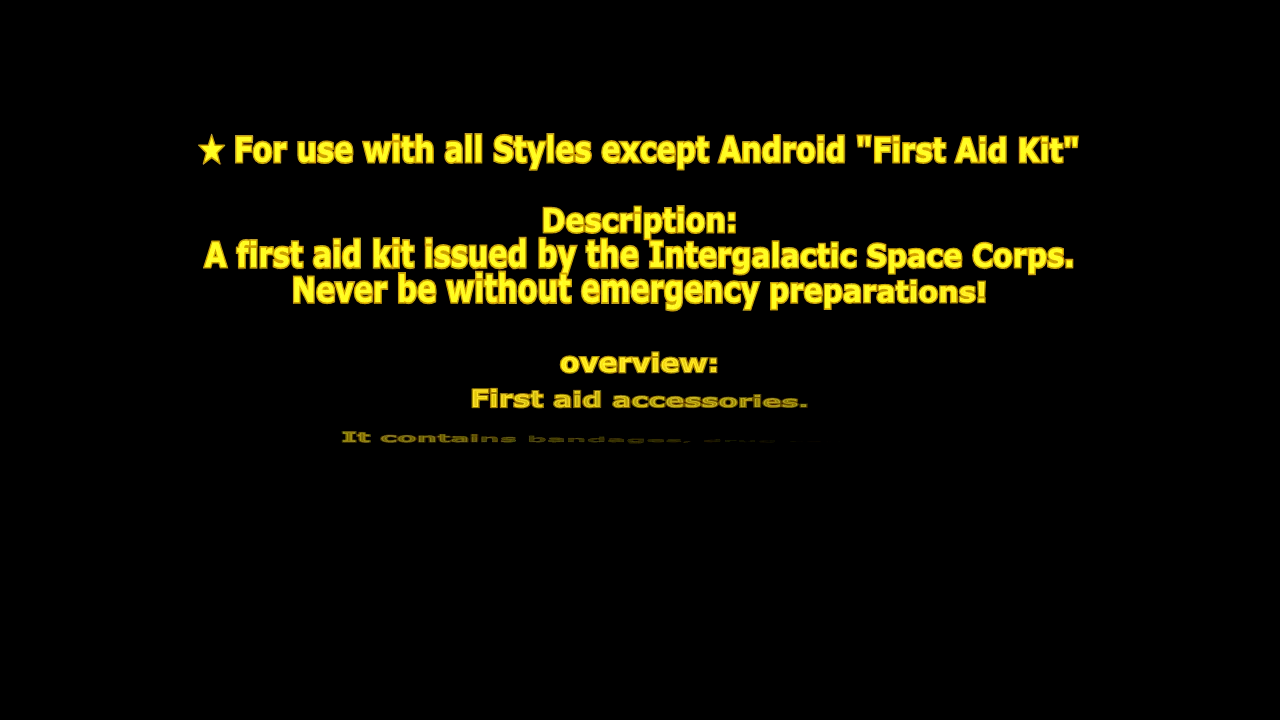 ★ For use with all Styles except Android "First Aid Kit"
Description:
A first aid kit issued by the Intergalactic Space Corps.
Never be without emergency preparations!
overview:
First aid accessories.
It contains bandages,